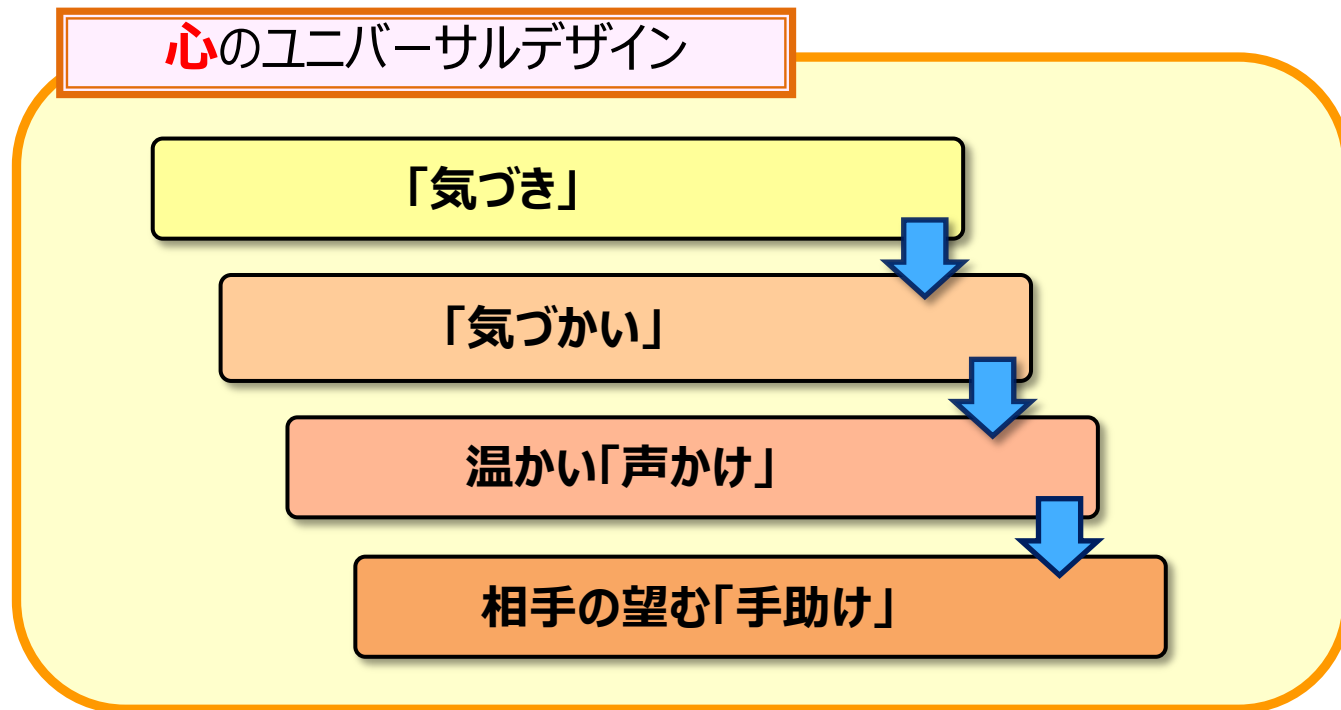 心のユニバーサルデザイン
「気づき」
「気づかい」
温かい「声かけ」
相手の望む「手助け」